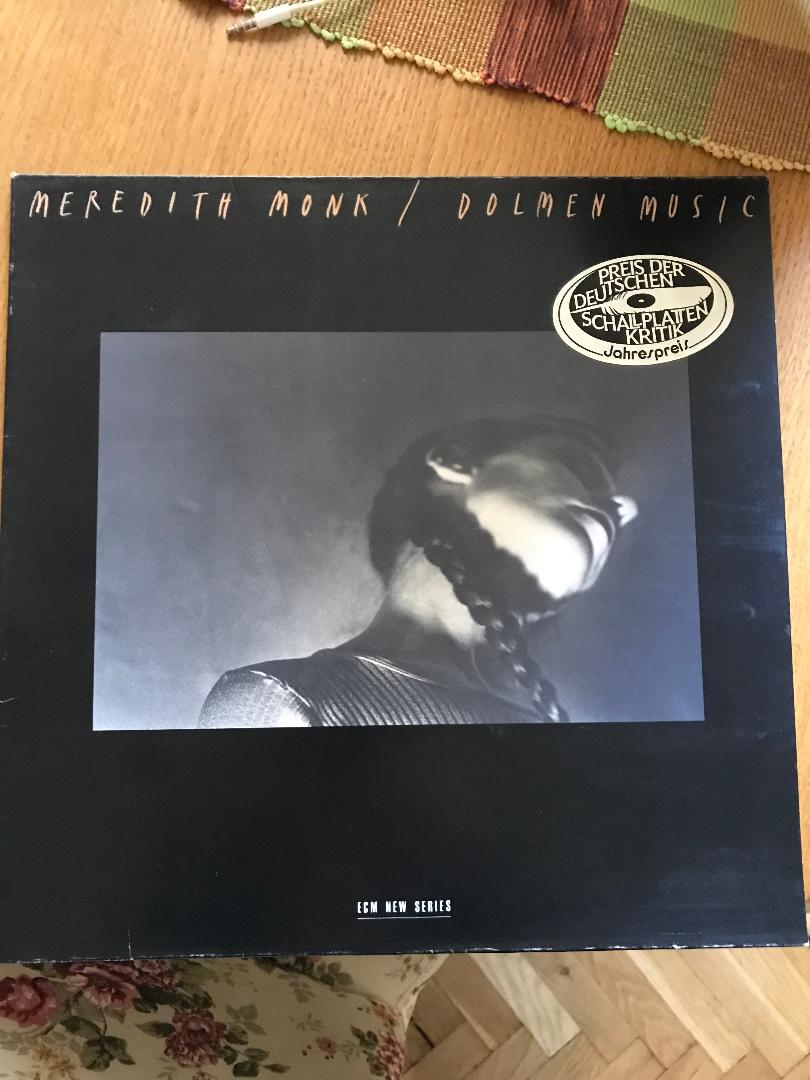 MEREDITH MONK / DOLMEN MUSIC
PREIS DER
DEUTSCHEN
SCHALLPLATTEN
KRITIK
Jahrespreis
ECM NEW SERIES